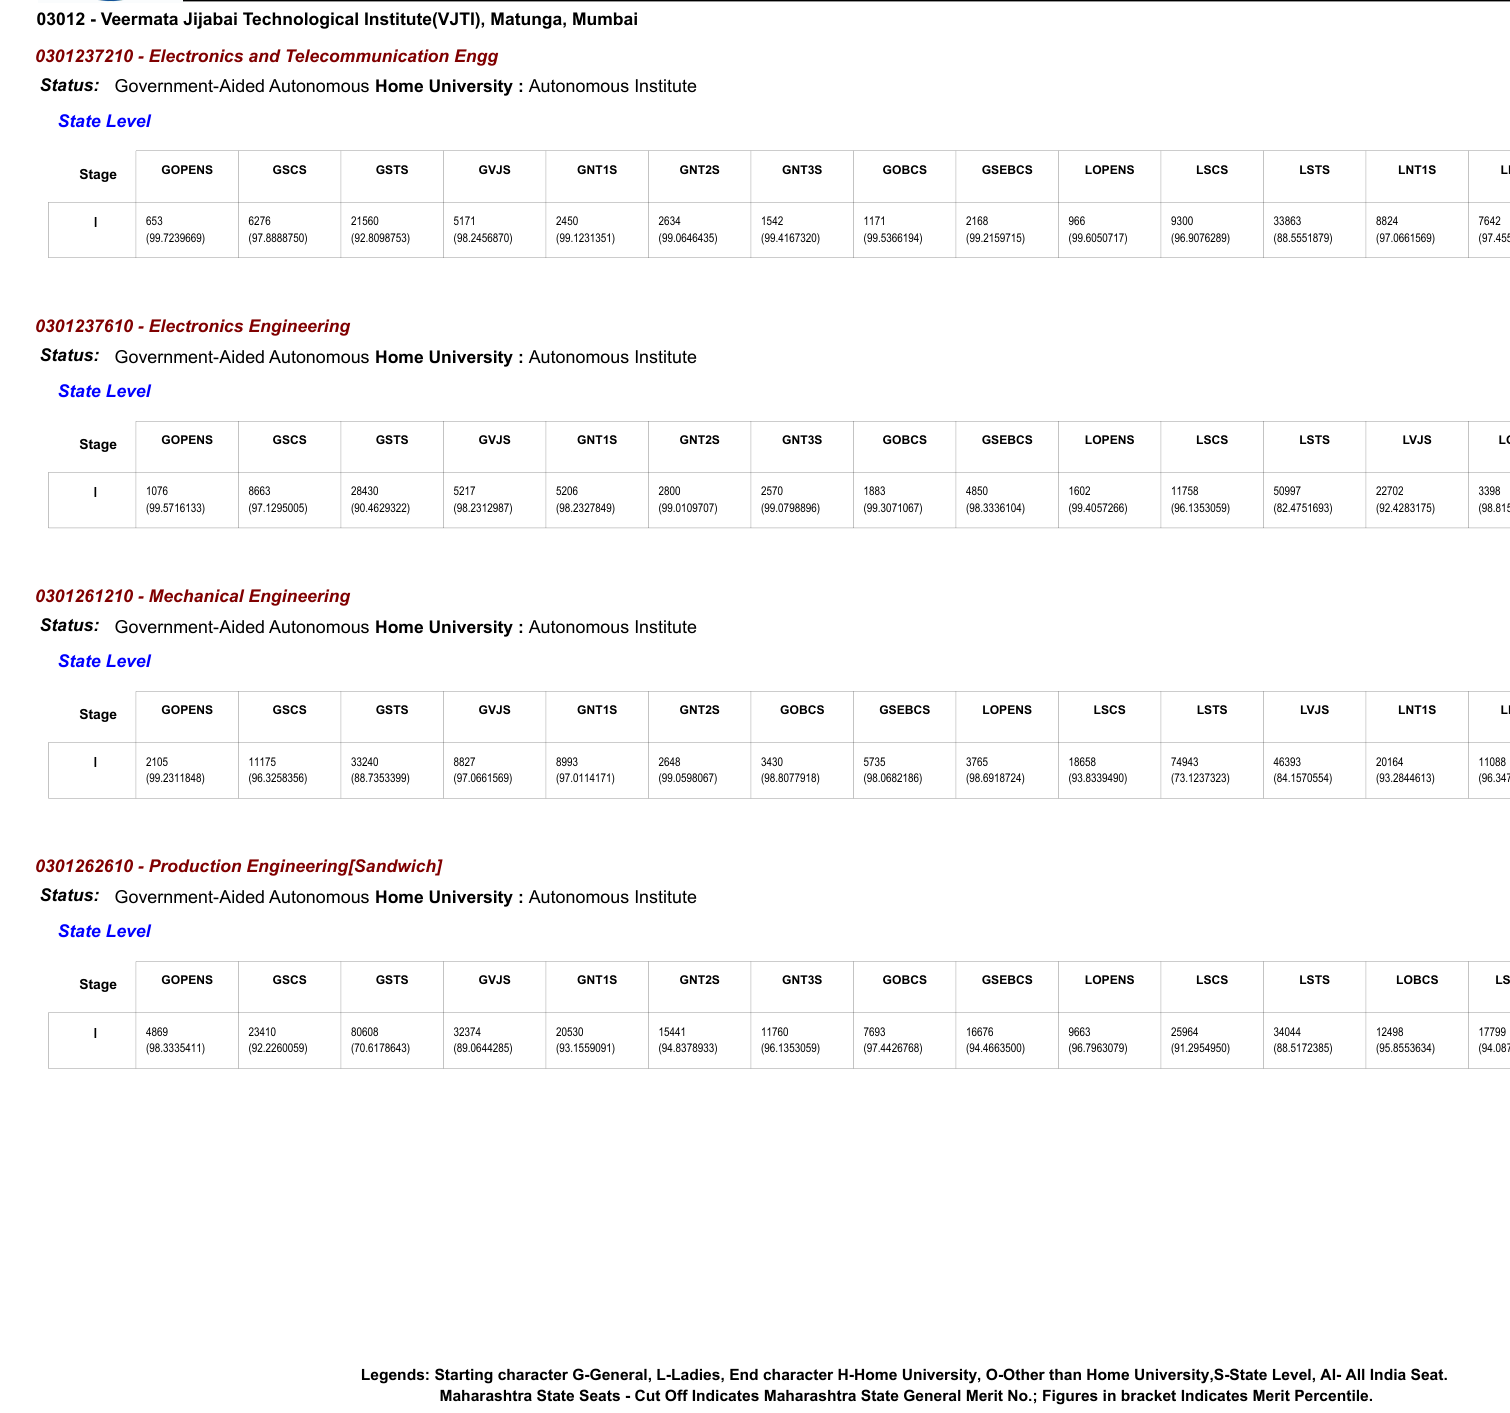 03012 - Veermata Jijabai Technological Institute(VJTI), Matunga, Mumbai
0301237210 - Electronics and Telecommunication Engg
Status: Government-Aided Autonomous Home University : Autonomous Institute
State Level
Stage GOPENS GSCS GSTS GVJS GNT1S GNT2S GNT3S GOBCS GSEBCS LOPENS LSCS LSTS LNT1S
I 653 6276 21560 5171 2450 2634 1542 1171 2168 966 9300 33863 8824 7642
(99.7239669) (97.8888750) (92.8098753) (98.2456870) (99.1231351) (99.0646435) (99.4167320) (99.5366194) (99.2159715) (99.6050717) (96.9076289) (88.5551879) (97.0661569) (97.455
0301237610 - Electronics Engineering
Status: Government-Aided Autonomous Home University : Autonomous Institute
State Level
Stage GOPENS GSCS GSTS GVJS GNT1S GNT2S GNT3S GOBCS GSEBCS LOPENS LSCS LSTS LVJS
I 1076 8663 28430 5217 5206 2800 2570 1883 4850 1602 11758 50997 22702 3398
(99.5716133) (97.1295005) (90.4629322) (98.2312987) (98.2327849) (99.0109707) (99.0798896) (99.3071067) (98.3336104) (99.4057266) (96.1353059) (82.4751693) (92.4283175) (98.815
0301261210 - Mechanical Engineering
Status: Government-Aided Autonomous Home University : Autonomous Institute
State Level
Stage GOPENS GSCS GSTS GVJS GNT1S GNT2S GOBCS GSEBCS LOPENS LSCS LSTS LVJS LNT1S
I 2105 11175 33240 8827 8993 2648 3430 5735 3765 18658 74943 46393 20164 11088
(99.2311848) (96.3258356) (88.7353399) (97.0661569) (97.0114171) (99.0598067) (98.8077918) (98.0682186) (98.6918724) (93.8339490) (73.1237323) (84.1570554) (93.2844613) (96.347
0301262610 - Production Engineering[Sandwich]
Status: Government-Aided Autonomous Home University : Autonomous Institute
State Level
Stage GOPENS GSCS GSTS GVJS GNT1S GNT2S GNT3S GOBCS GSEBCS LOPENS LSCS LSTS LOBCS LS
I 4869 23410 80608 32374 20530 15441 11760 7693 16676 9663 25964 34044 12498 17799
(98.3335411) (92.2260059) (70.6178643) (89.0644285) (93.1559091) (94.8378933) (96.1353059) (97.4426768) (94.4663500) (96.7963079) (91.2954950) (88.5172385) (95.8553634) (94.087
Legends: Starting character G-General, L-Ladies, End character H-Home University, O-Other than Home University,S-State Level, AI- All India Seat.
Maharashtra State Seats - Cut Off Indicates Maharashtra State General Merit No.; Figures in bracket Indicates Merit Percentile.